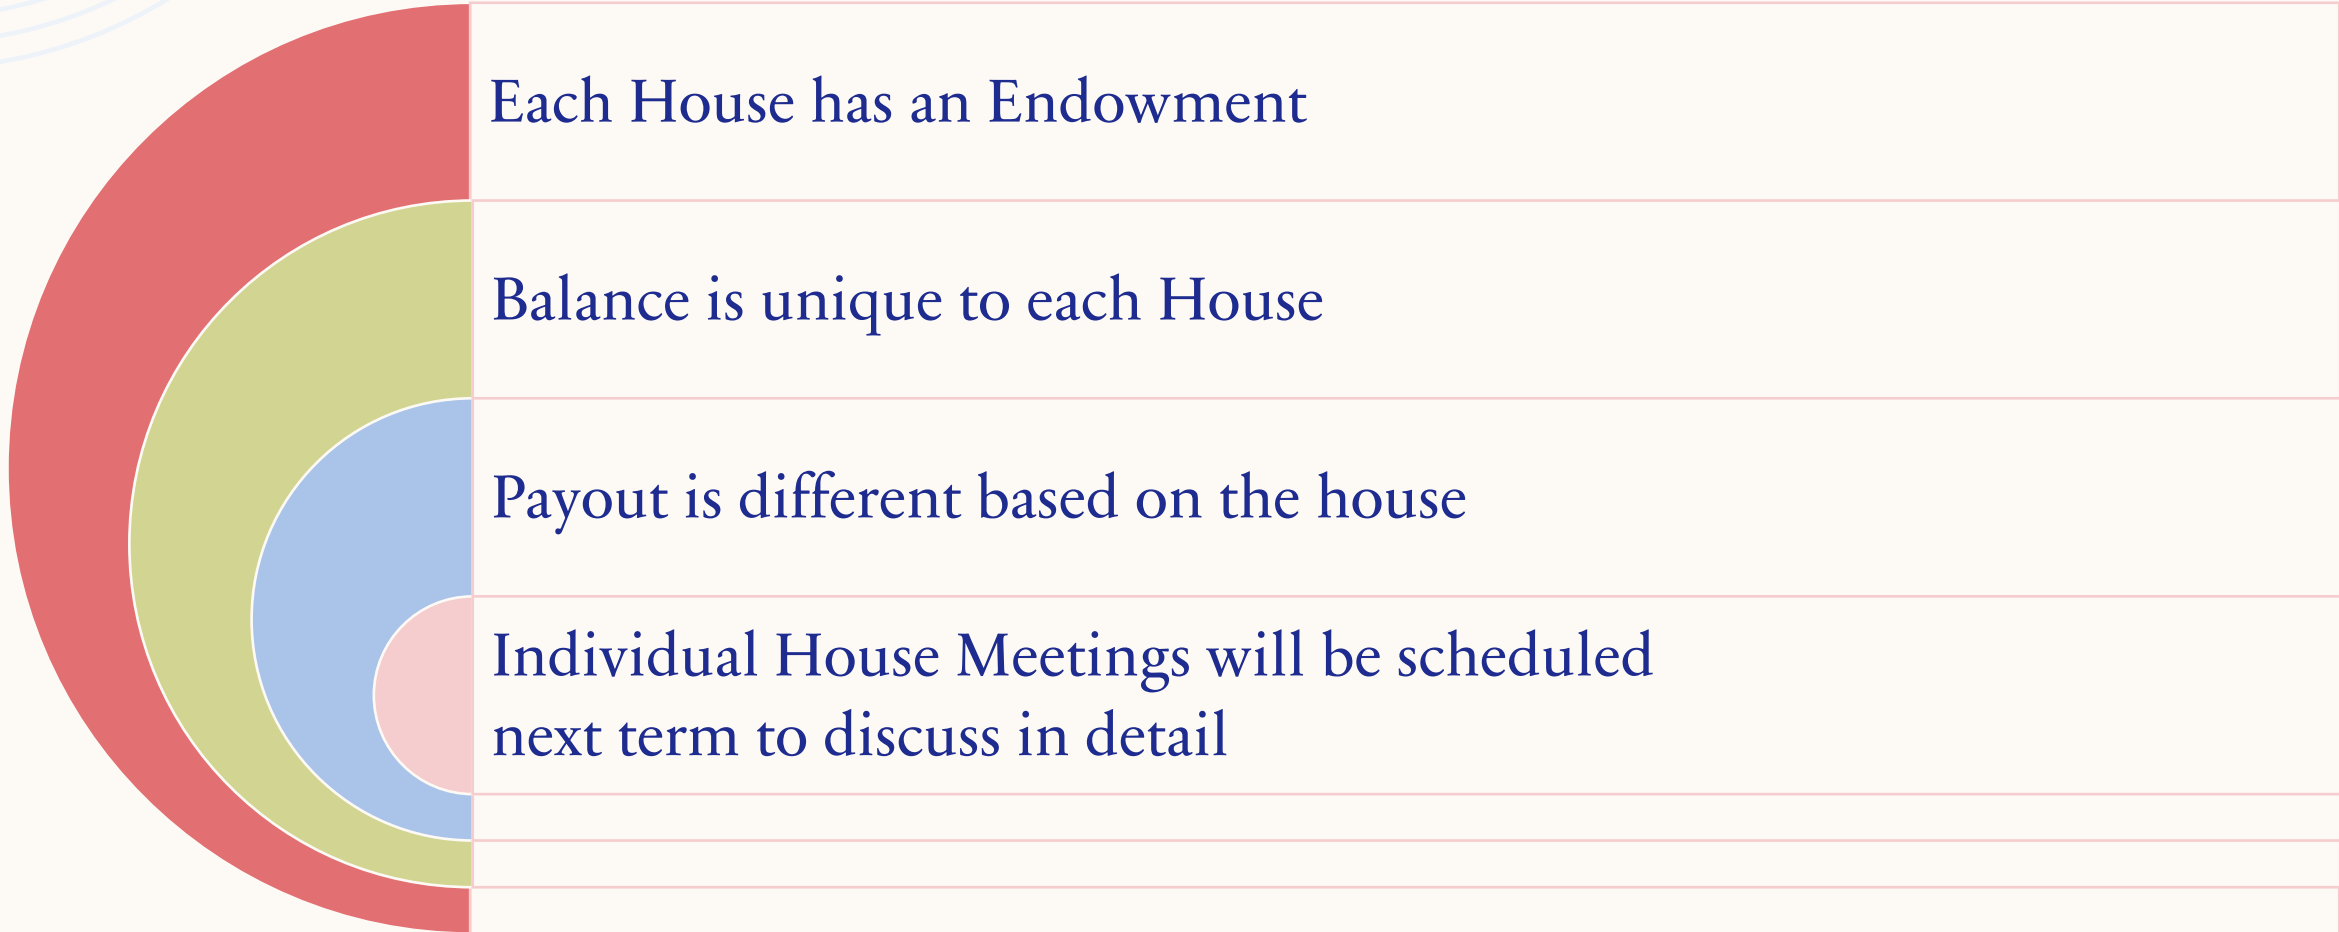 Each House has an Endowment
Balance is unique to each House
Payout is different based on the house
Individual House Meetings will be scheduled
next term to discuss in detail